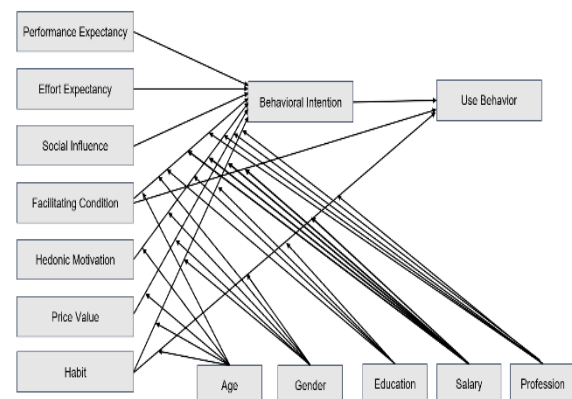 Performance Expectancy
Effort Expectancy
Behavioral Intention
Use Behavior
Social Influence
Facilitating Condition
Hedonic Motivation
Price Value
Habit
Age
Gender
Education
Salary
Profession